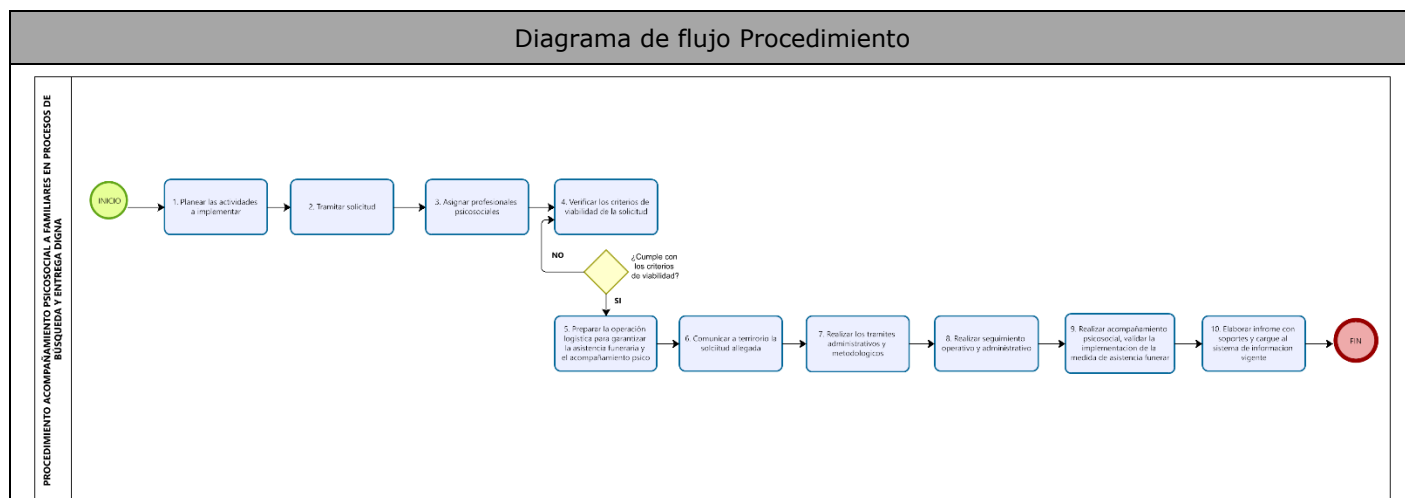 Diagrama de flujo Procedimiento
PROCEDIMIENTO ACOMPAÑAMIENTO PSICOSOCIAL A FAMILIARES EN PROCESOS DE
BÚSQUEDA Y ENTREGA DIGNA
INICIO
1. Planear las actividades
a implementar
2. Tramitar solicitud
3. Asignar profesionales
psicosociales
4. Verificar los criterios de
viabilidad de la solicitud
NO
¿Cumple con
los criterios
de viabilidad?
SI
5. Preparar la operación
logistica para garantizar
la asistencia funeraria y
el acompañamiento psico
6. Comunicar a terrirorio la
solcitud allegada
7. Realizar los tramites
administrativos y
metodologicos
8. Realizar seguimiento
operativo y administrativo
9. Realizar acompañamiento
psicosocial, validar la
implementacion de la
medida de asistencia funerar
10. Elaborar infrome con
soportes y cargue al
sistema de informacion
vigente
FIN